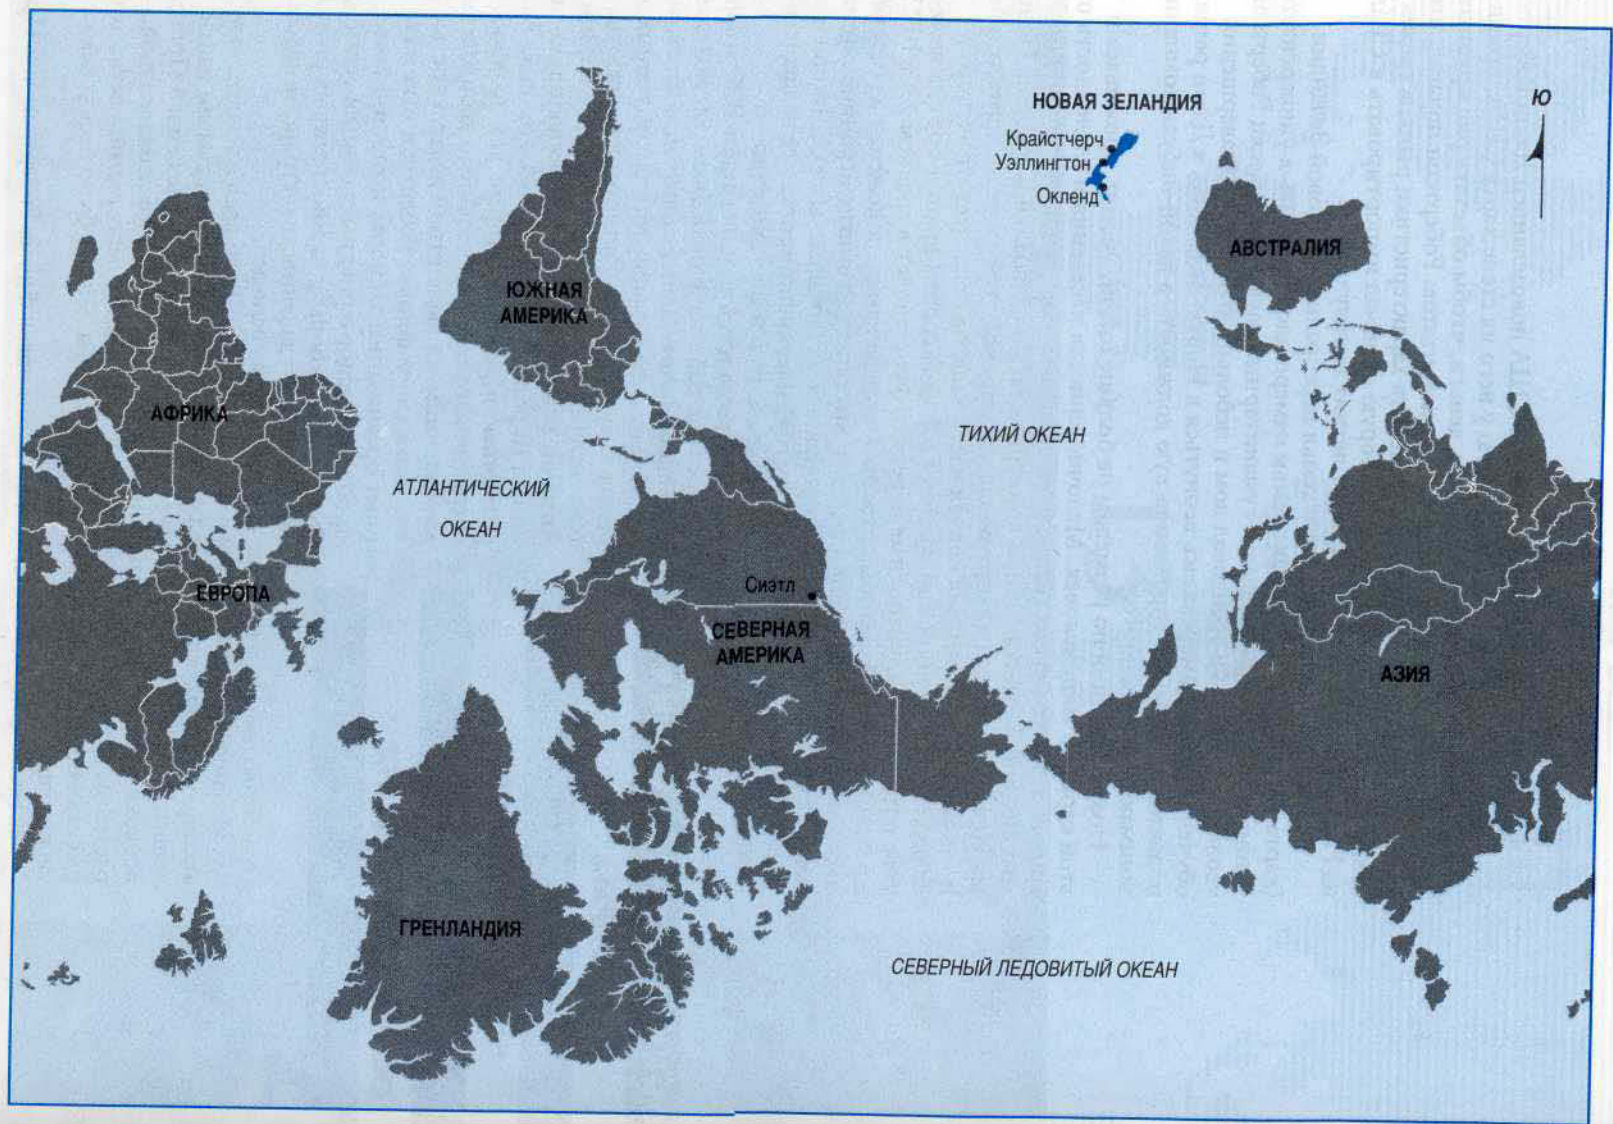 НОВАЯ ЗЕЛАНДИЯ
Ю
Крайстчерч
Уэллингтон
Окленд
АВСТРАЛИЯ
ЮЖНАЯ
АМЕРИКА
АФРИКА
ТИХИЙ ОКЕАН
АТЛАНТИЧЕСКИЙ
ОКЕАН
Сиэтл
ЕВРОПА
СЕВЕРНАЯ
АМЕРИКА
АЗИЯ
ГРЕНЛАНДИЯ
СЕВЕРНЫЙ ЛЕДОВИТЫЙ ОКЕАН